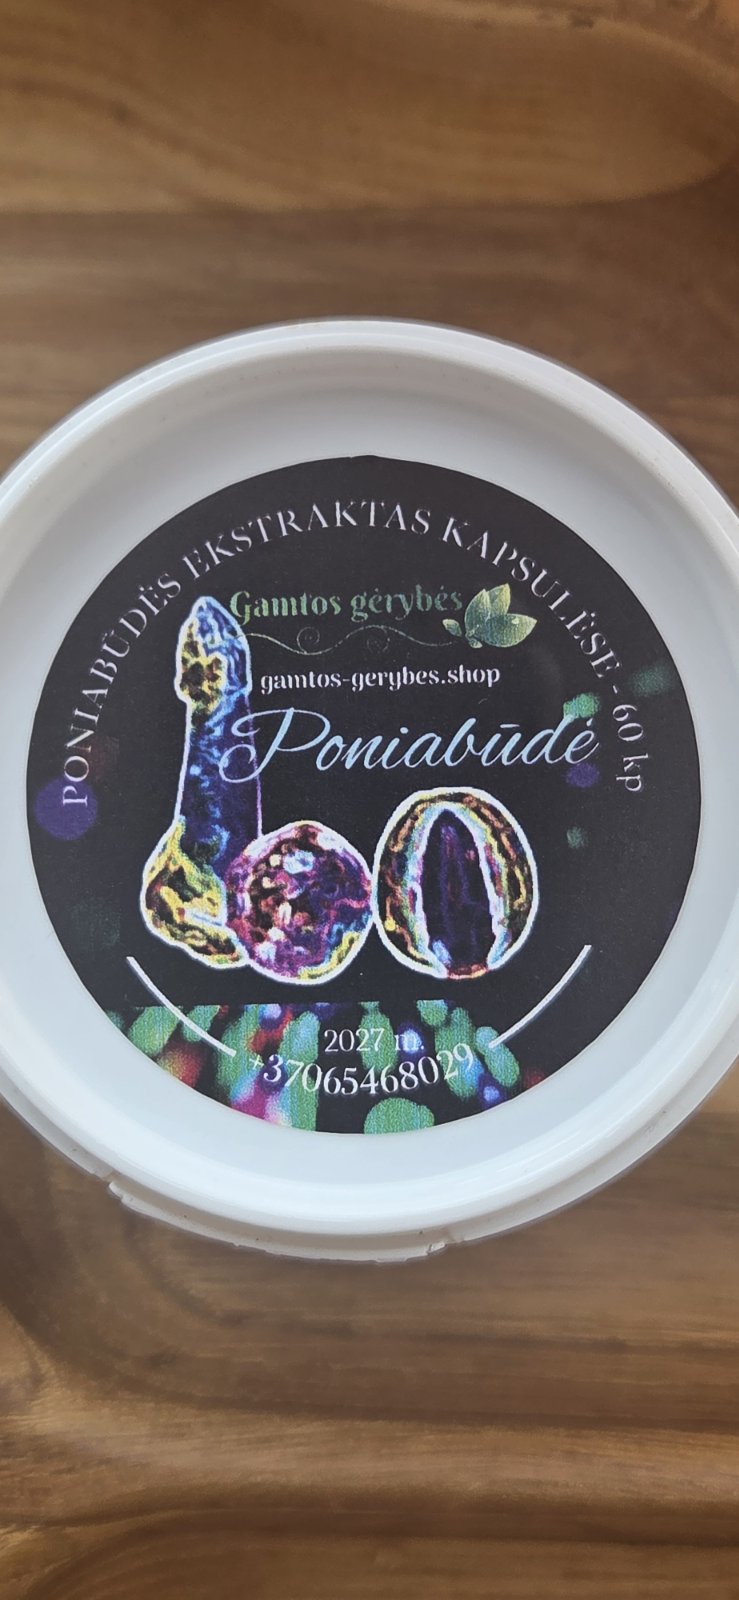 PONIABŪDĖS EKSTRAKTAS KAPSULĖSE - 60 kp
Gamtos gėrybės
gamtos-gerybes.shop
Poniabūdė
2027 m.
+37065468029